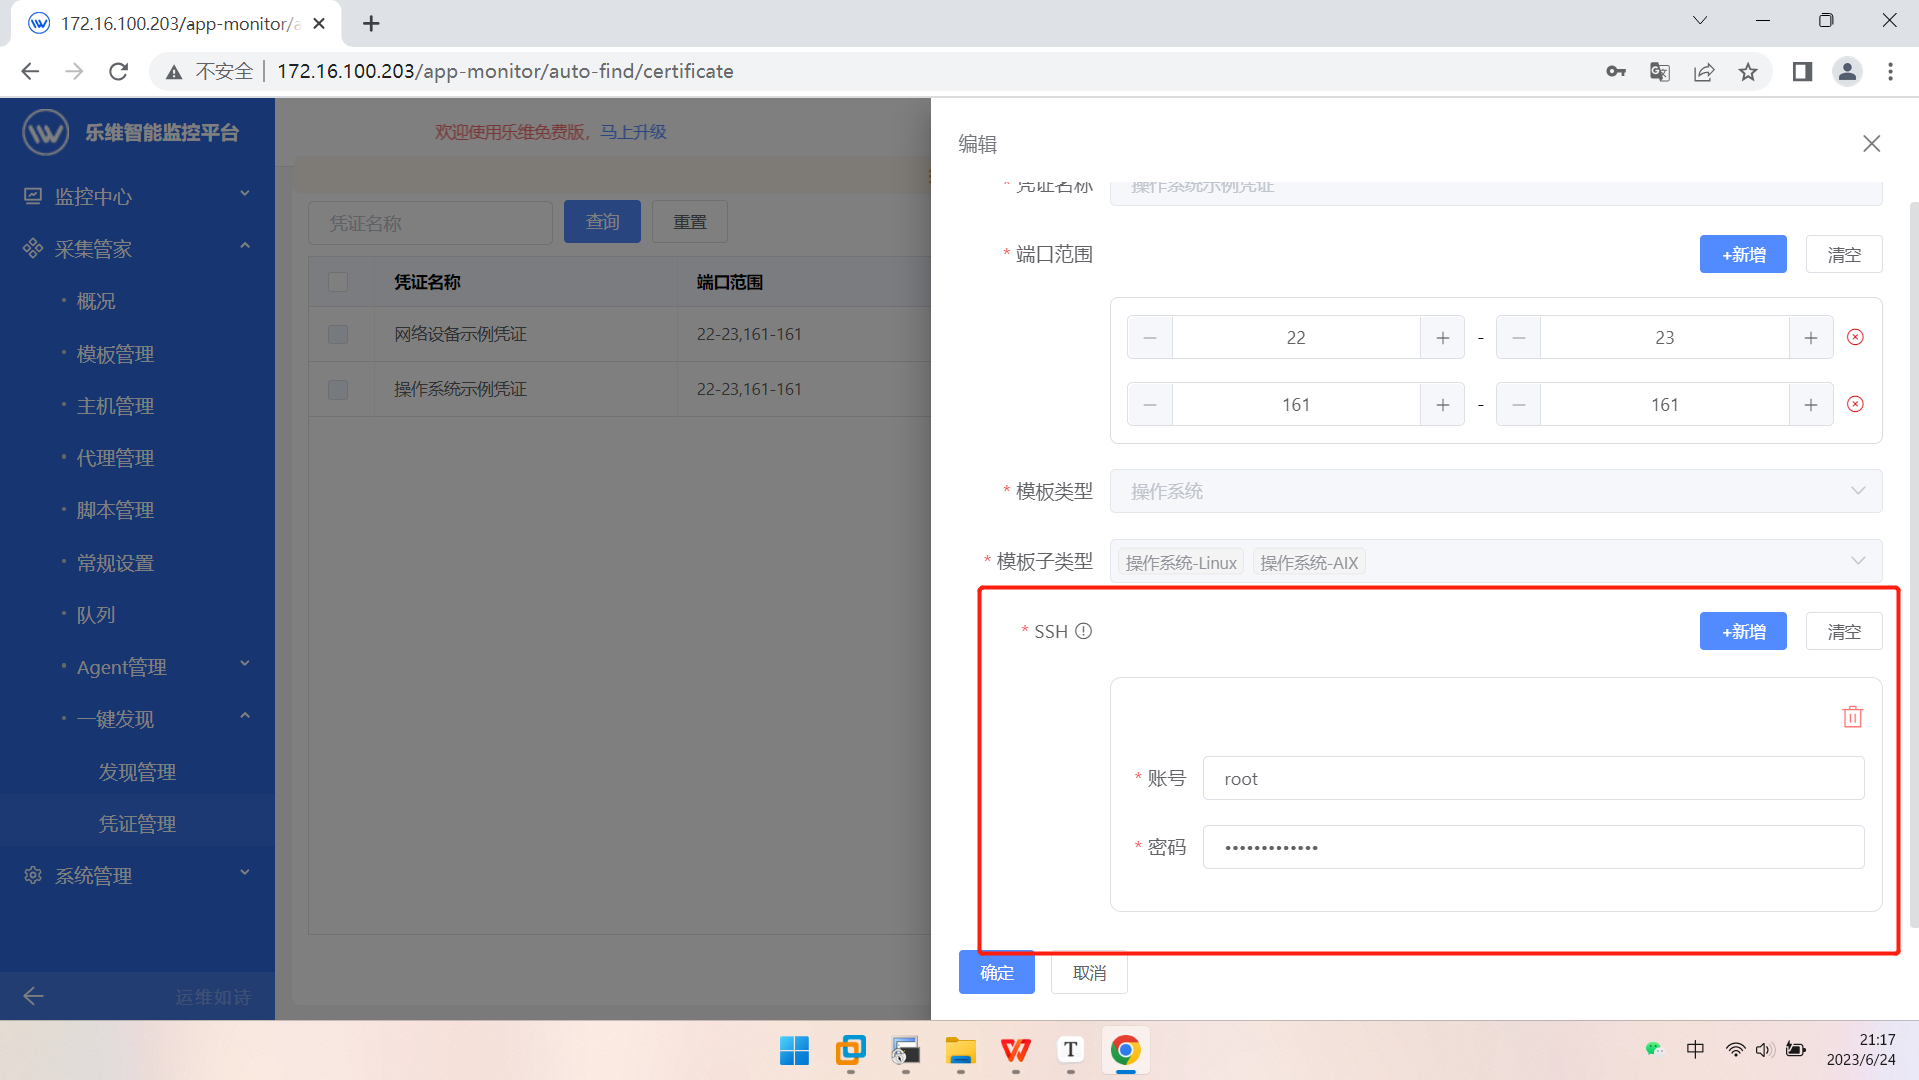 172.16.100.203/app-monitor/a
不安全
172.16.100.203/app-monitor/auto-find/certificate
乐维智能监控平台
监控中心
采集管家
概况
模板管理
主机管理
代理管理
脚本管理
常规设置
队列
Agent管理
一键发现
发现管理
凭证管理
系统管理
运维如诗
欢迎使用乐维免费版，马上升级
凭证名称
查询
重置
凭证名称 端口范围
网络设备示例凭证 22-23,161-161
操作系统示例凭证 22-23,161-161
编辑
* 凭证名称 操作系统示例凭证
* 端口范围 +新增 清空
22 - 23
161 - 161
* 模板类型 操作系统
* 模板子类型 操作系统-Linux 操作系统-AIX
* SSH +新增 清空
* 账号 root
* 密码 •••••••••••••
确定 取消
中
21:17
2023/6/24